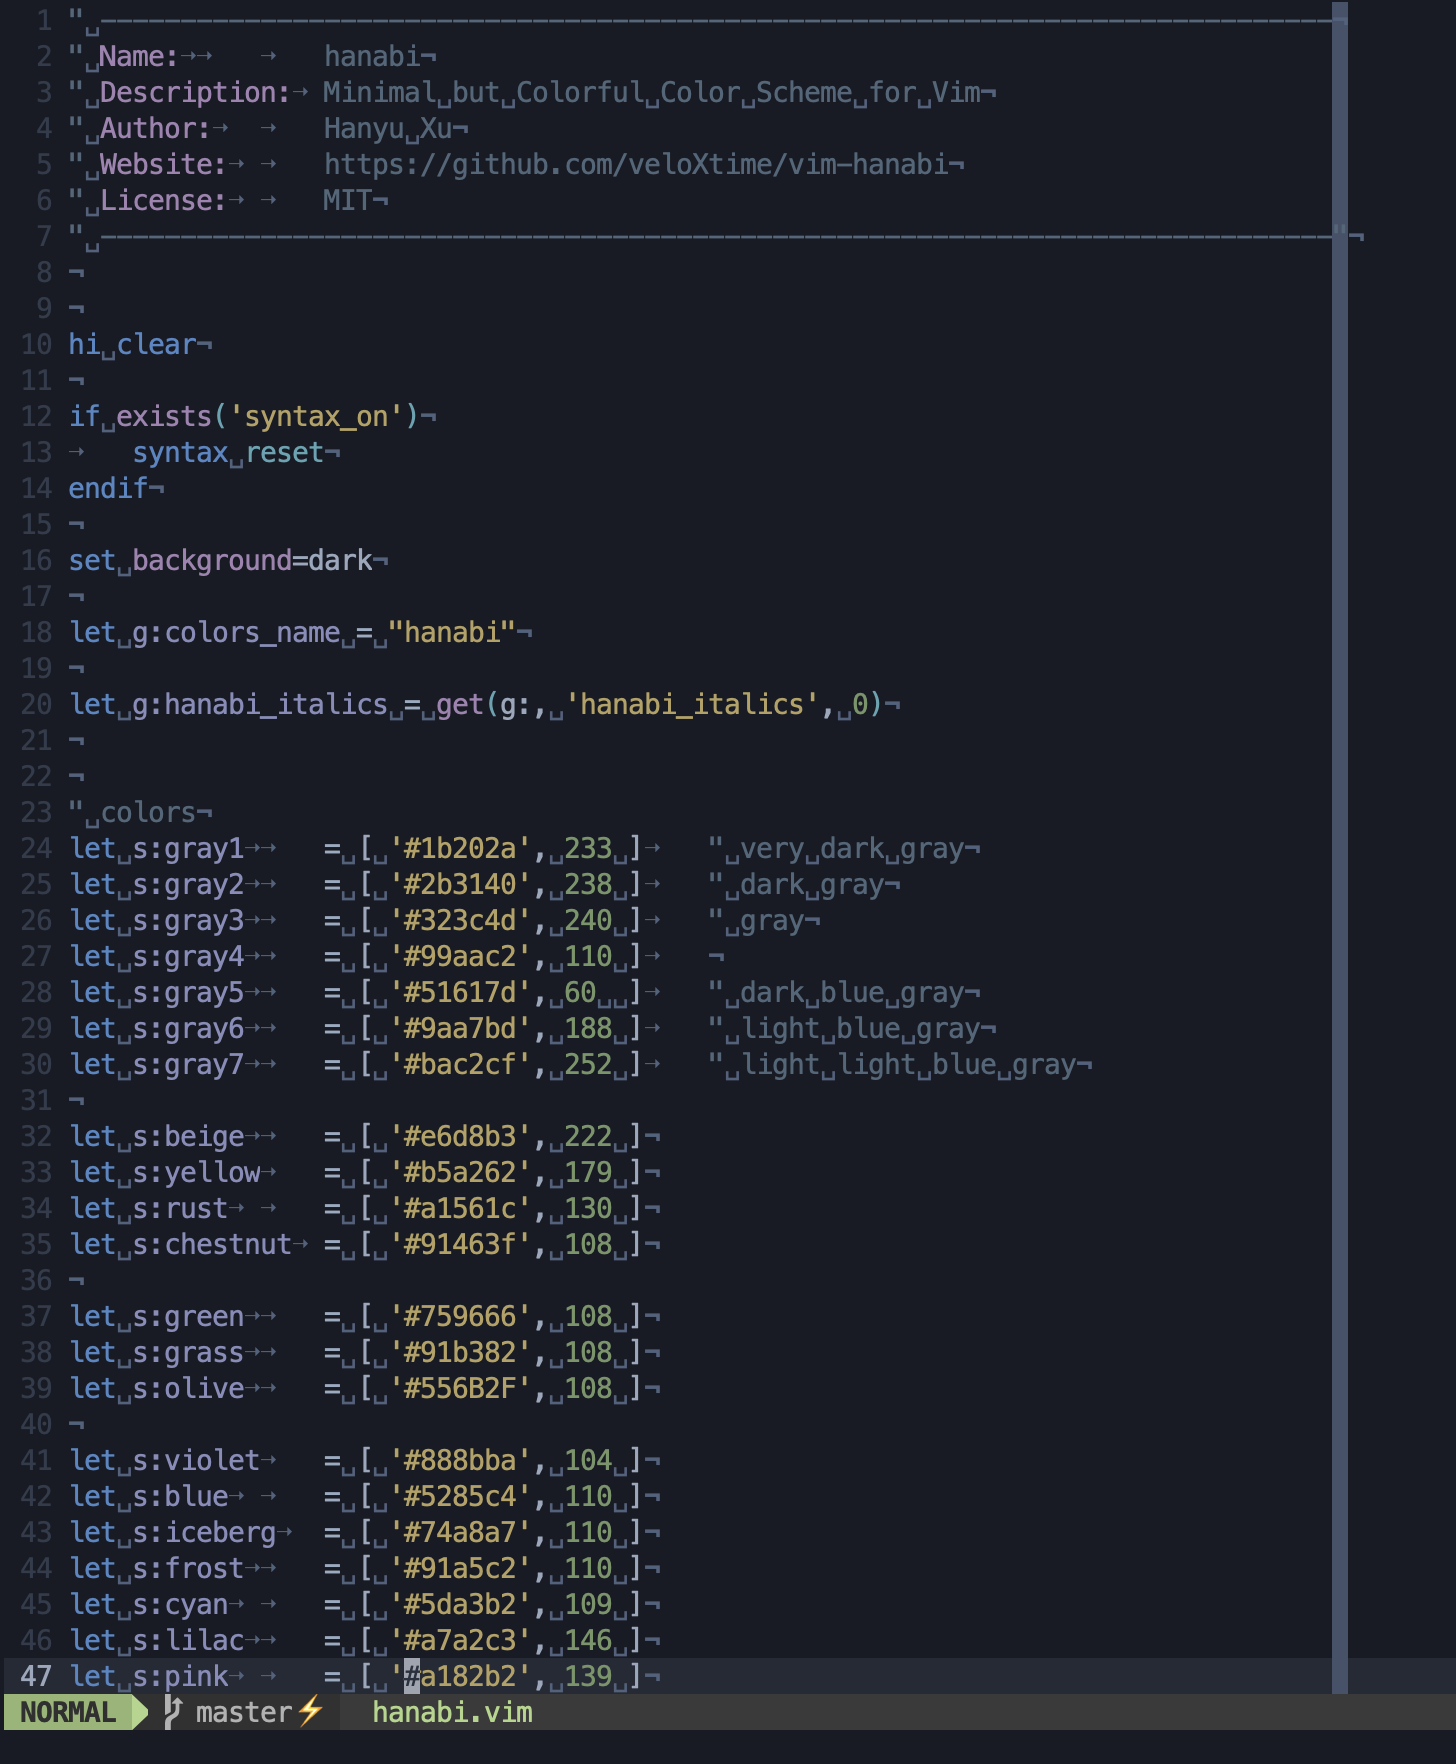 1 " -----------------------------------------------------------------------------
2 " Name: hanabi
3 " Description: Minimal but Colorful Color Scheme for Vim
4 " Author: Hanyu Xu
5 " Website: https://github.com/veloXtime/vim-hanabi
6 " License: MIT
7 " -----------------------------------------------------------------------------"
8
9
10 hi clear
11
12 if exists('syntax_on')
13 syntax reset
14 endif
15
16 set background=dark
17
18 let g:colors_name = "hanabi"
19
20 let g:hanabi_italics = get(g:, 'hanabi_italics', 0)
21
22
23 " colors
24 let s:gray1 = [ '#1b202a', 233 ] " very dark gray
25 let s:gray2 = [ '#2b3140', 238 ] " dark gray
26 let s:gray3 = [ '#323c4d', 240 ] " gray
27 let s:gray4 = [ '#99aac2', 110 ]
28 let s:gray5 = [ '#51617d', 60  ] " dark blue gray
29 let s:gray6 = [ '#9aa7bd', 188 ] " light blue gray
30 let s:gray7 = [ '#bac2cf', 252 ] " light light blue gray
31
32 let s:beige = [ '#e6d8b3', 222 ]
33 let s:yellow = [ '#b5a262', 179 ]
34 let s:rust = [ '#a1561c', 130 ]
35 let s:chestnut = [ '#91463f', 108 ]
36
37 let s:green = [ '#759666', 108 ]
38 let s:grass = [ '#91b382', 108 ]
39 let s:olive = [ '#556B2F', 108 ]
40
41 let s:violet = [ '#888bba', 104 ]
42 let s:blue = [ '#5285c4', 110 ]
43 let s:iceberg = [ '#74a8a7', 110 ]
44 let s:frost = [ '#91a5c2', 110 ]
45 let s:cyan = [ '#5da3b2', 109 ]
46 let s:lilac = [ '#a7a2c3', 146 ]
47 let s:pink = [ '#a182b2', 139 ]
NORMAL master⚡ hanabi.vim